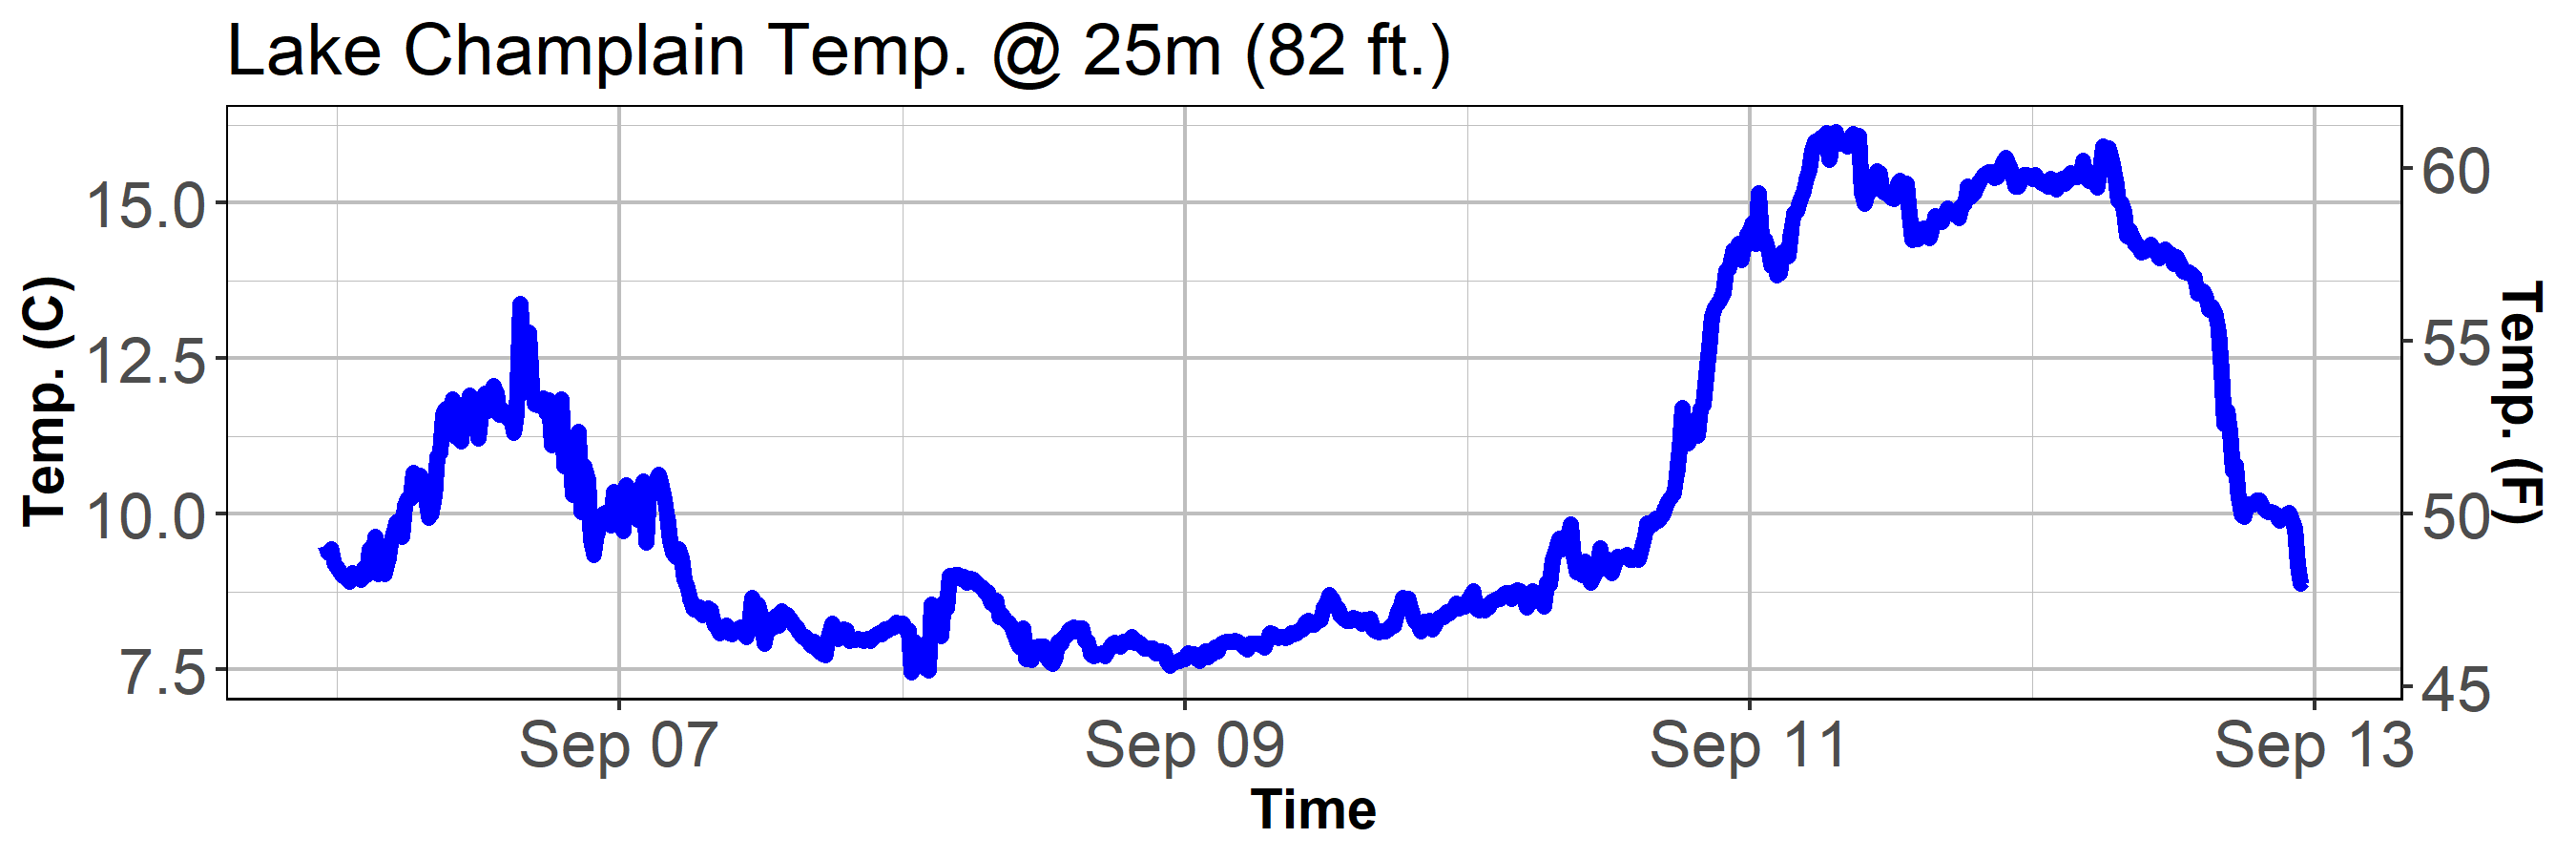 Lake Champlain Temp. @ 25m (82 ft.)
Temp. (C)
15.0
12.5
10.0
7.5
60
55
50
45
Temp. (F)
Sep 07
Sep 09
Sep 11
Sep 13
Time